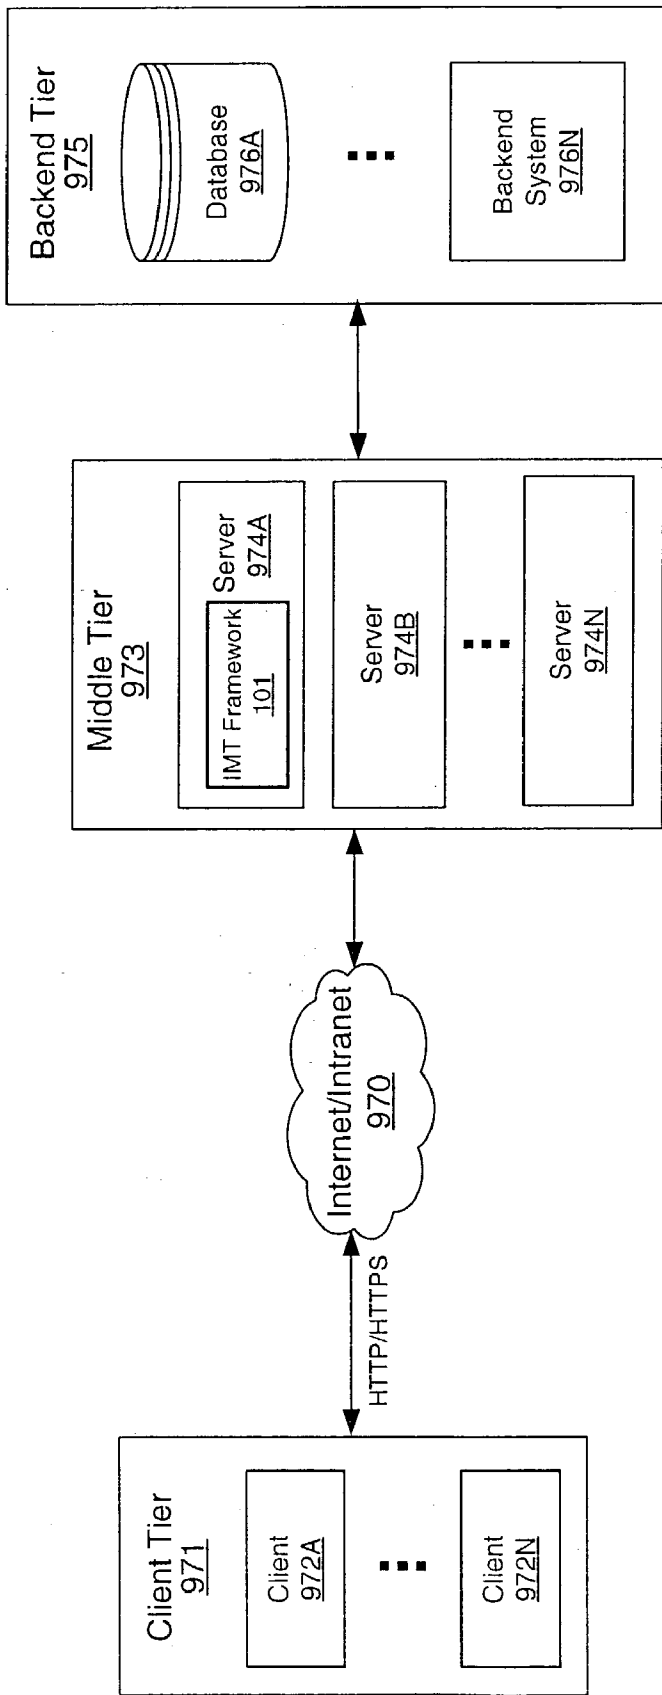 Client Tier
971
Client
972A
Client
972N
HTTP/HTTPS
Internet/Intranet
970
Middle Tier
973
IMT Framework
101
Server
974A
Server
974B
Server
974N
Backend Tier
975
Database
976A
Backend
System
976N